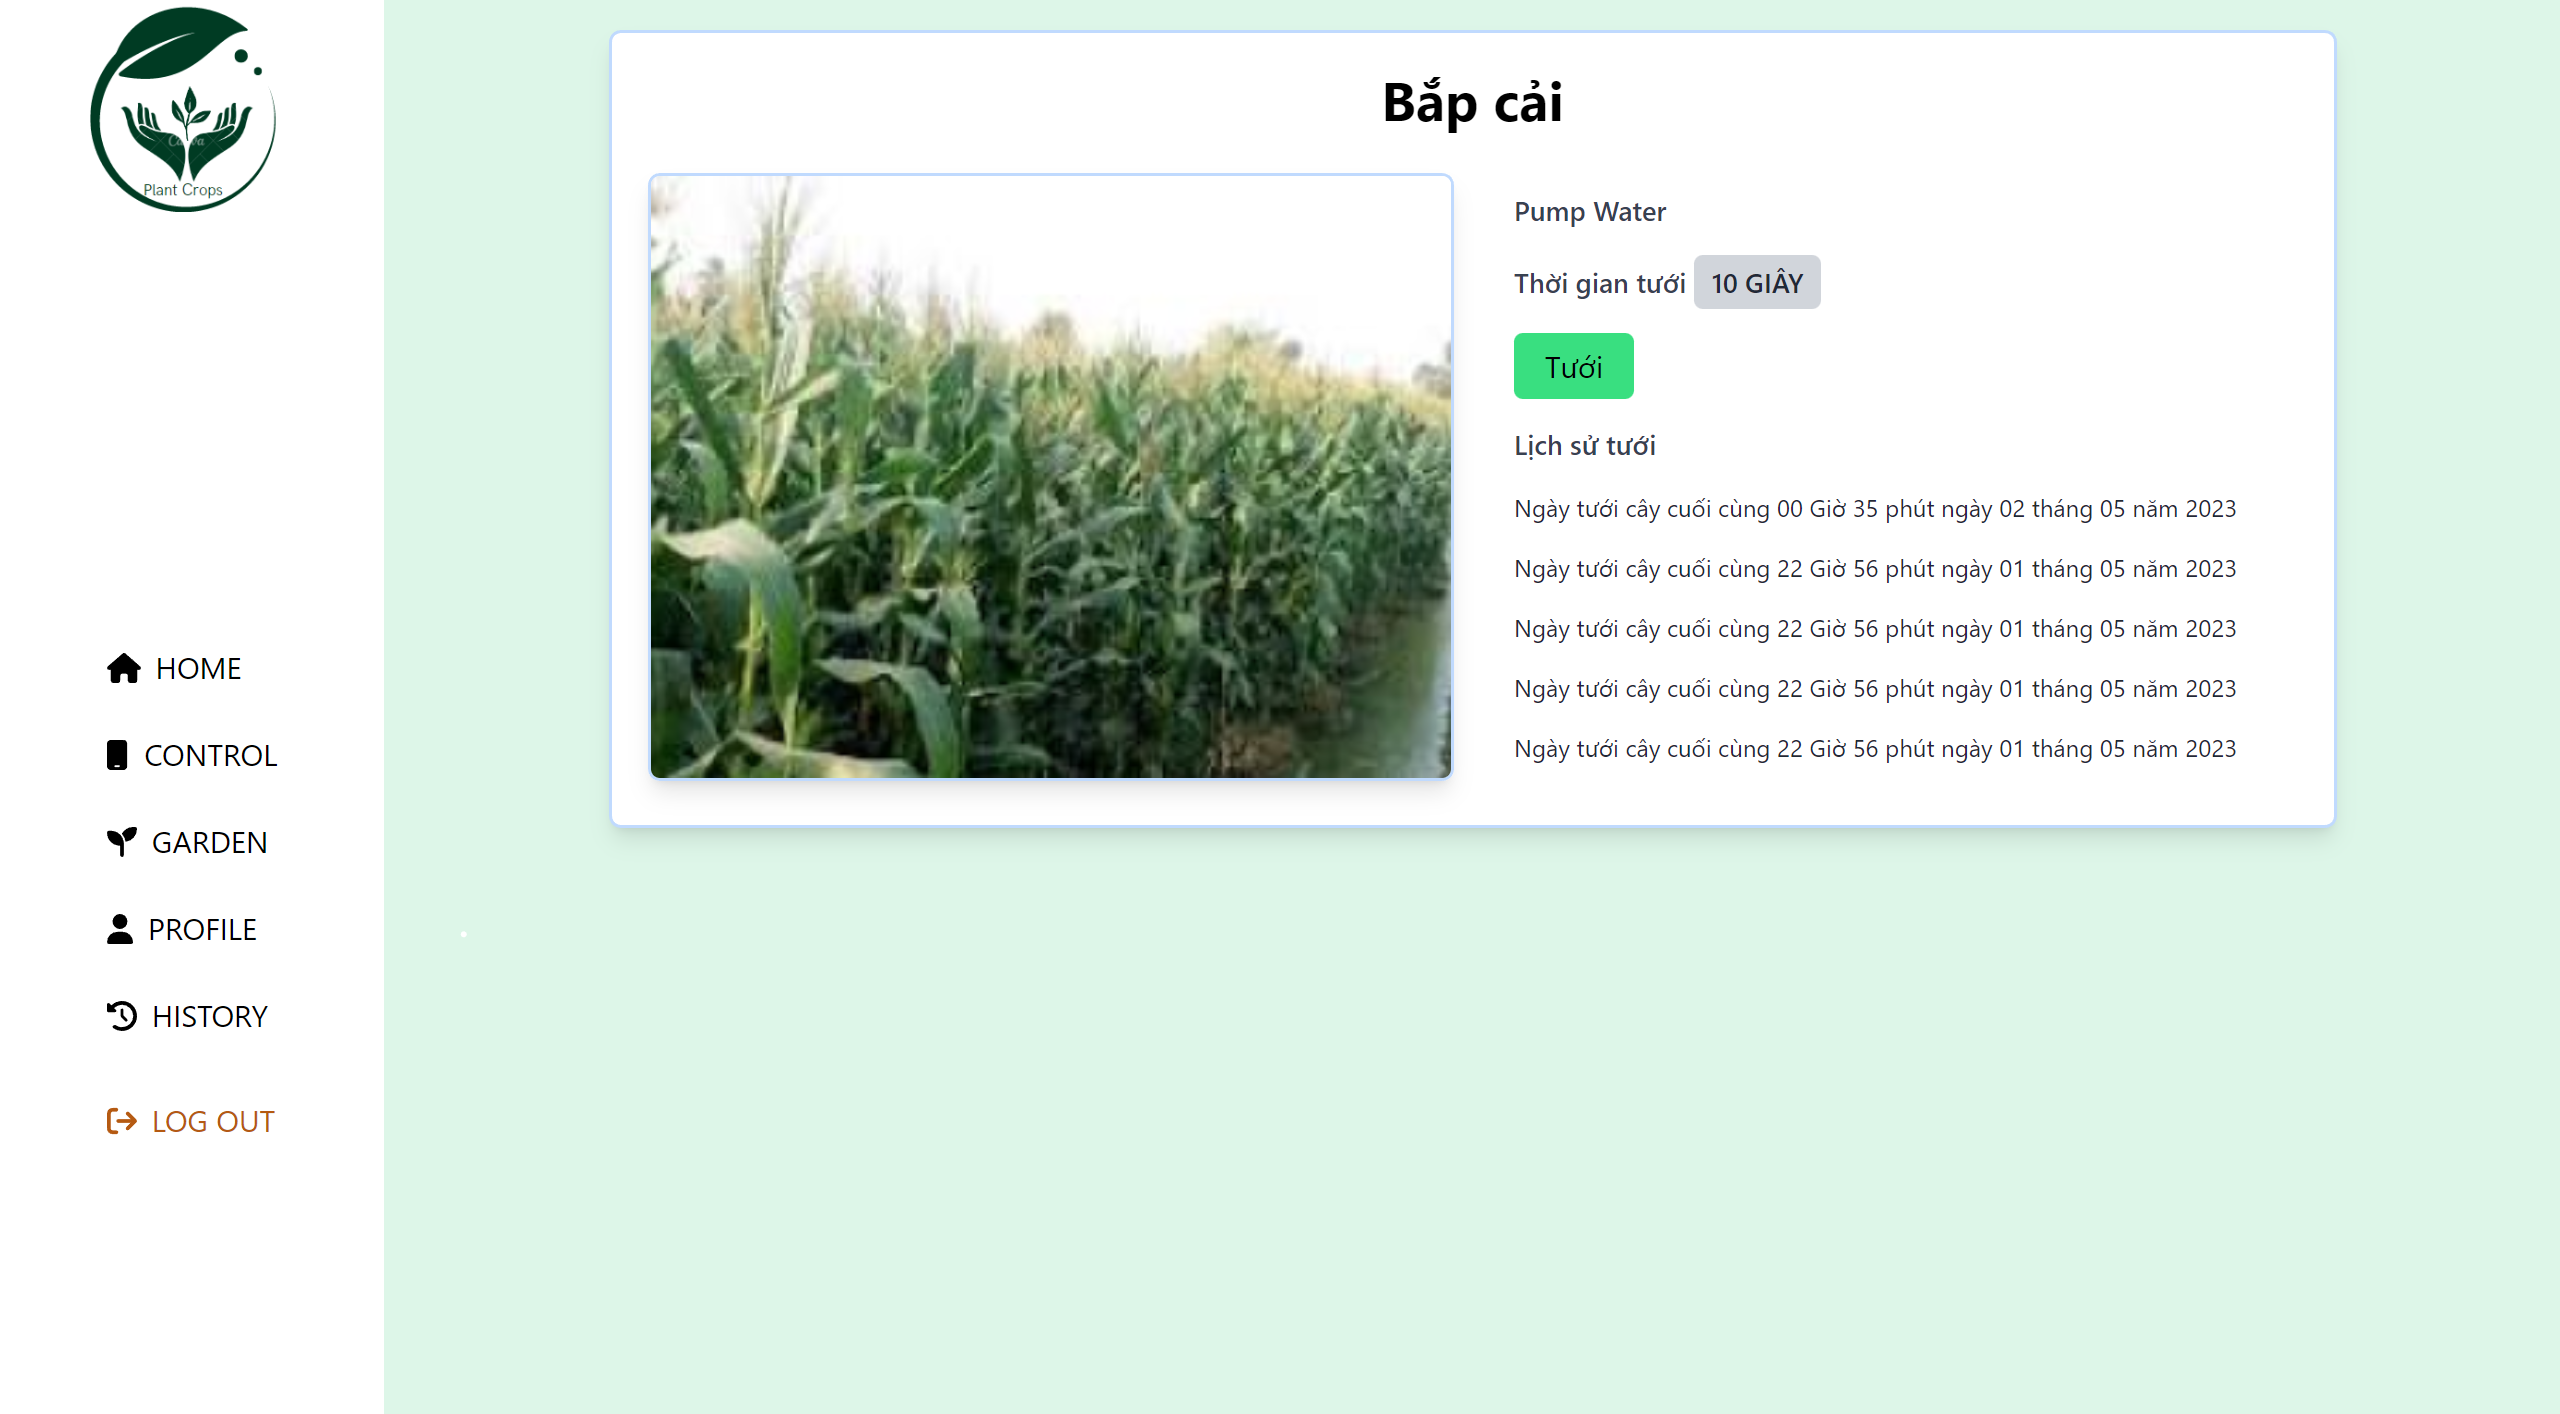 Canva
Plant Crops
HOME
CONTROL
GARDEN
PROFILE
HISTORY
LOG OUT
Bắp cải
Pump Water
Thời gian tưới 10 GIÂY
Tưới
Lịch sử tưới
Ngày tưới cây cuối cùng 00 Giờ 35 phút ngày 02 tháng 05 năm 2023
Ngày tưới cây cuối cùng 22 Giờ 56 phút ngày 01 tháng 05 năm 2023
Ngày tưới cây cuối cùng 22 Giờ 56 phút ngày 01 tháng 05 năm 2023
Ngày tưới cây cuối cùng 22 Giờ 56 phút ngày 01 tháng 05 năm 2023
Ngày tưới cây cuối cùng 22 Giờ 56 phút ngày 01 tháng 05 năm 2023